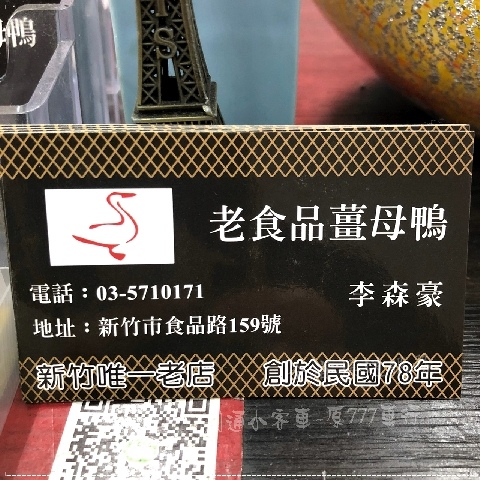 母鴨
老食品薑母鴨
電話：03-5710171
李森豪
地址：新竹市食品路159號
新竹唯一老店
創於民國78年